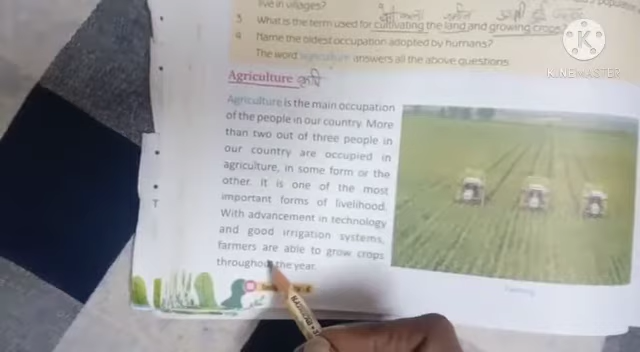 live in villages?
3 What is the term used for cultivating the land and growing crops
4 Name the oldest occupation adopted by humans?
The word agriculture answers all the above questions.
KINEMASTER
Agriculture कृषि
Agriculture is the main occupation
of the people in our country. More
than two out of three people in
our country are occupied in
agriculture, in some form or the
other. It is one of the most
important forms of livelihood.
With advancement in technology
and good irrigation systems,
farmers are able to grow crops
throughout the year.
Farming